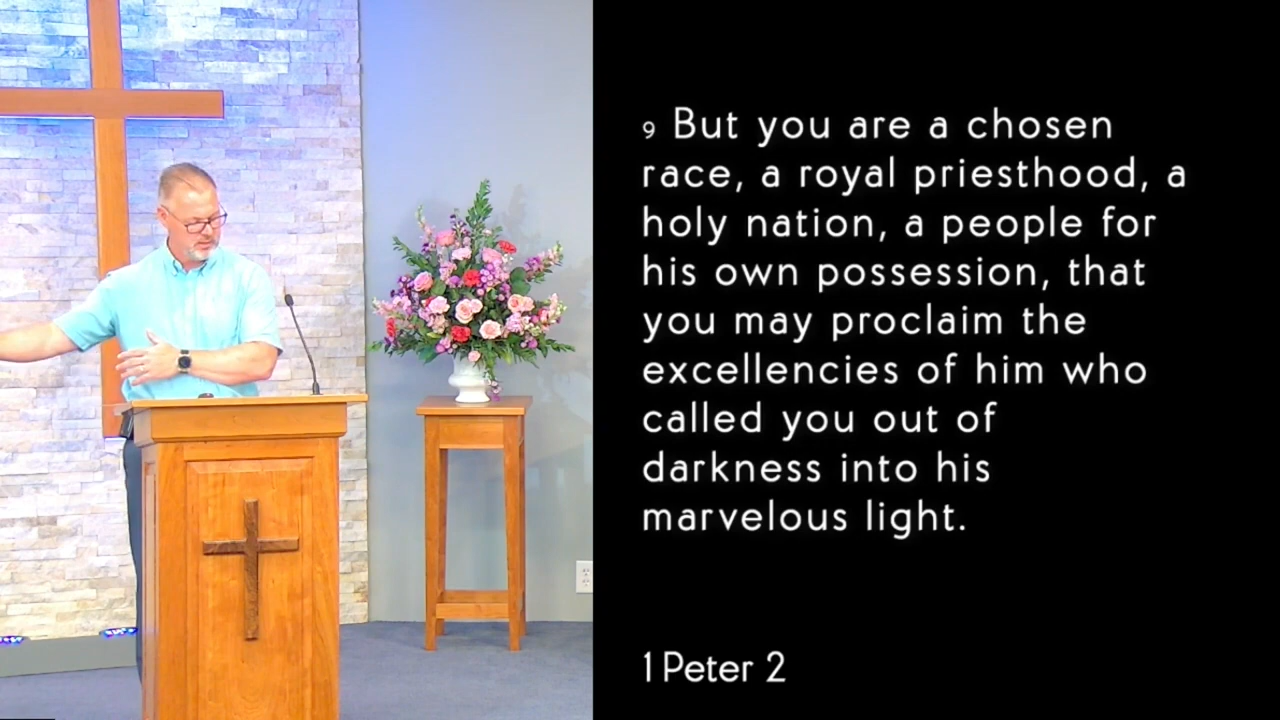 9 But you are a chosen
race, a royal priesthood, a
holy nation, a people for
his own possession, that
you may proclaim the
excellencies of him who
called you out of
darkness into his
marvelous light.
1 Peter 2